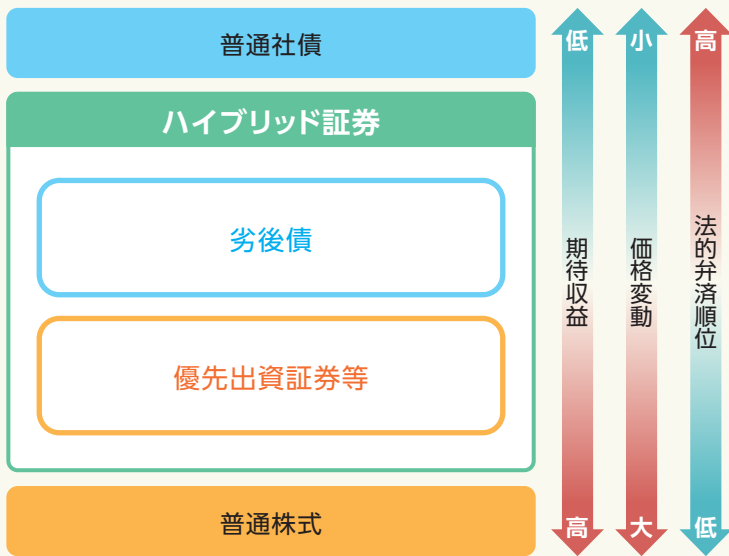 普通社債
ハイブリッド証券
劣後債
優先出資証券等
普通株式
低
期待収益
高
小
価格変動
大
高
法的弁済順位
低